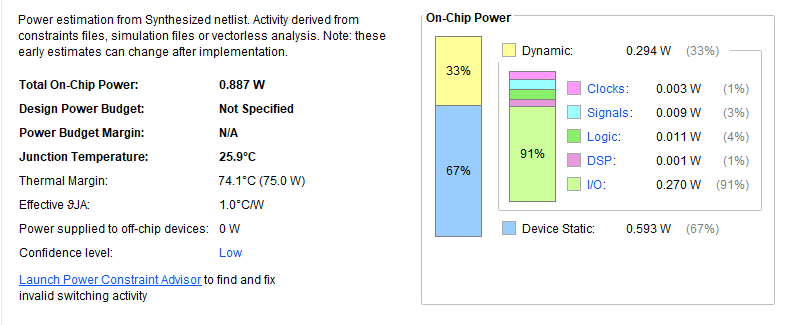 Power estimation from Synthesized netlist. Activity derived from
constraints files, simulation files or vectorless analysis. Note: these
early estimates can change after implementation.
Total On-Chip Power: 0.887 W
Design Power Budget: Not Specified
Power Budget Margin: N/A
Junction Temperature: 25.9°C
Thermal Margin: 74.1°C (75.0 W)
Effective ϑJA: 1.0°C/W
Power supplied to off-chip devices: 0 W
Confidence level: Low
Launch Power Constraint Advisor to find and fix
invalid switching activity
On-Chip Power
33%
67%
Dynamic: 0.294 W (33%)
91%
Clocks: 0.003 W (1%)
Signals: 0.009 W (3%)
Logic: 0.011 W (4%)
DSP: 0.001 W (1%)
I/O: 0.270 W (91%)
Device Static: 0.593 W (67%)